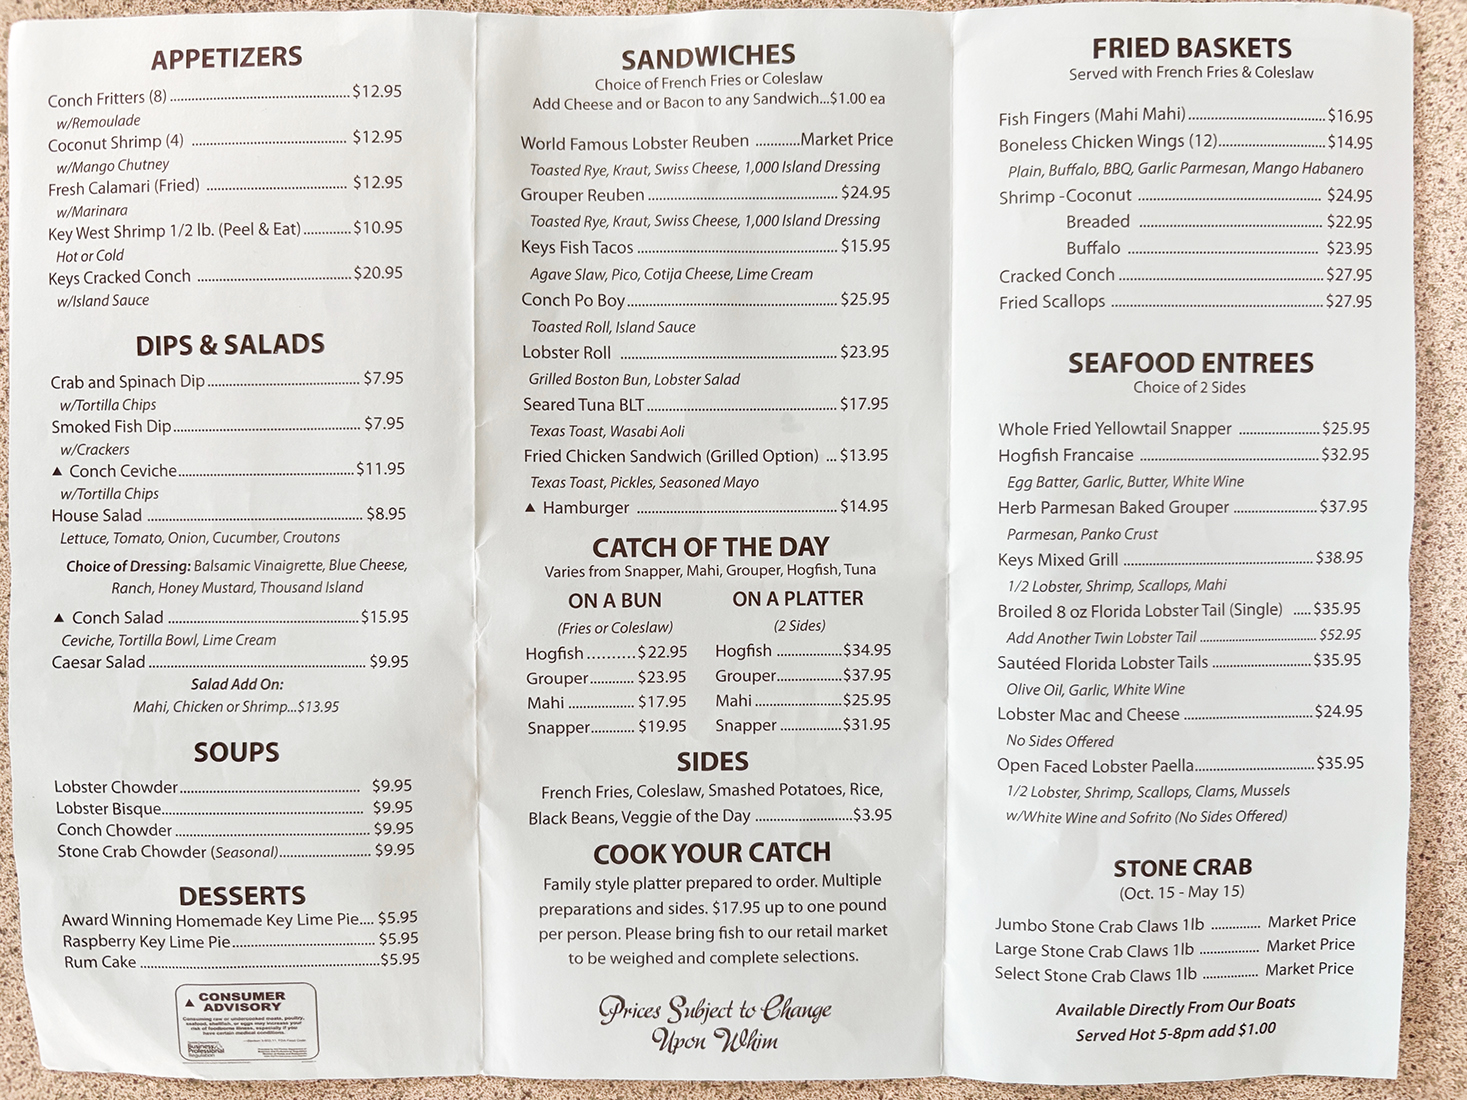 APPETIZERS
Conch Fritters (8) ........ $12.95
w/Remoulade
Coconut Shrimp (4) ........ $12.95
w/Mango Chutney
Fresh Calamari (Fried) ........ $12.95
w/Marinara
Key West Shrimp 1/2 lb. (Peel & Eat) ........ $10.95
Hot or Cold
Keys Cracked Conch ........ $20.95
w/Island Sauce
DIPS & SALADS
Crab and Spinach Dip ........ $7.95
w/Tortilla Chips
Smoked Fish Dip ........ $7.95
w/Crackers
▲ Conch Ceviche ........ $11.95
w/Tortilla Chips
House Salad ........ $8.95
Lettuce, Tomato, Onion, Cucumber, Croutons
Choice of Dressing: Balsamic Vinaigrette, Blue Cheese,
Ranch, Honey Mustard, Thousand Island
▲ Conch Salad ........ $15.95
Ceviche, Tortilla Bowl, Lime Cream
Caesar Salad ........ $9.95
Salad Add On:
Mahi, Chicken or Shrimp...$13.95
SOUPS
Lobster Chowder ........ $9.95
Lobster Bisque ........ $9.95
Conch Chowder ........ $9.95
Stone Crab Chowder (Seasonal) ........ $9.95
DESSERTS
Award Winning Homemade Key Lime Pie.... $5.95
Raspberry Key Lime Pie ........ $5.95
Rum Cake ........ $5.95
▲ CONSUMER
ADVISORY
Consuming raw or undercooked meats, poultry,
seafood, shellfish, or eggs may increase your
risk of foodborne illness, especially if you
have certain medical conditions.
Business
Professional
Regulation
SANDWICHES
Choice of French Fries or Coleslaw
Add Cheese and or Bacon to any Sandwich...$1.00 ea
World Famous Lobster Reuben ........ Market Price
Toasted Rye, Kraut, Swiss Cheese, 1,000 Island Dressing
Grouper Reuben ........ $24.95
Toasted Rye, Kraut, Swiss Cheese, 1,000 Island Dressing
Keys Fish Tacos ........ $15.95
Agave Slaw, Pico, Cotija Cheese, Lime Cream
Conch Po Boy ........ $25.95
Toasted Roll, Island Sauce
Lobster Roll ........ $23.95
Grilled Boston Bun, Lobster Salad
Seared Tuna BLT ........ $17.95
Texas Toast, Wasabi Aoli
Fried Chicken Sandwich (Grilled Option) ... $13.95
Texas Toast, Pickles, Seasoned Mayo
▲ Hamburger ........ $14.95
CATCH OF THE DAY
Varies from Snapper, Mahi, Grouper, Hogfish, Tuna
ON A BUN
(Fries or Coleslaw)
Hogfish ........ $22.95
Grouper ........ $23.95
Mahi ........ $17.95
Snapper ........ $19.95
ON A PLATTER
(2 Sides)
Hogfish ........ $34.95
Grouper ........ $37.95
Mahi ........ $25.95
Snapper ........ $31.95
SIDES
French Fries, Coleslaw, Smashed Potatoes, Rice,
Black Beans, Veggie of the Day ........ $3.95
COOK YOUR CATCH
Family style platter prepared to order. Multiple
preparations and sides. $17.95 up to one pound
per person. Please bring fish to our retail market
to be weighed and complete selections.
Prices Subject to Change
Upon Whim
FRIED BASKETS
Served with French Fries & Coleslaw
Fish Fingers (Mahi Mahi) ........ $16.95
Boneless Chicken Wings (12) ........ $14.95
Plain, Buffalo, BBQ, Garlic Parmesan, Mango Habanero
Shrimp -Coconut ........ $24.95
Breaded ........ $22.95
Buffalo ........ $23.95
Cracked Conch ........ $27.95
Fried Scallops ........ $27.95
SEAFOOD ENTREES
Choice of 2 Sides
Whole Fried Yellowtail Snapper ........ $25.95
Hogfish Francaise ........ $32.95
Egg Batter, Garlic, Butter, White Wine
Herb Parmesan Baked Grouper ........ $37.95
Parmesan, Panko Crust
Keys Mixed Grill ........ $38.95
1/2 Lobster, Shrimp, Scallops, Mahi
Broiled 8 oz Florida Lobster Tail (Single) ..... $35.95
Add Another Twin Lobster Tail ........ $52.95
Sautéed Florida Lobster Tails ........ $35.95
Olive Oil, Garlic, White Wine
Lobster Mac and Cheese ........ $24.95
No Sides Offered
Open Faced Lobster Paella ........ $35.95
1/2 Lobster, Shrimp, Scallops, Clams, Mussels
w/White Wine and Sofrito (No Sides Offered)
STONE CRAB
(Oct. 15 - May 15)
Jumbo Stone Crab Claws 1lb ........ Market Price
Large Stone Crab Claws 1lb ........ Market Price
Select Stone Crab Claws 1lb ........ Market Price
Available Directly From Our Boats
Served Hot 5-8pm add $1.00